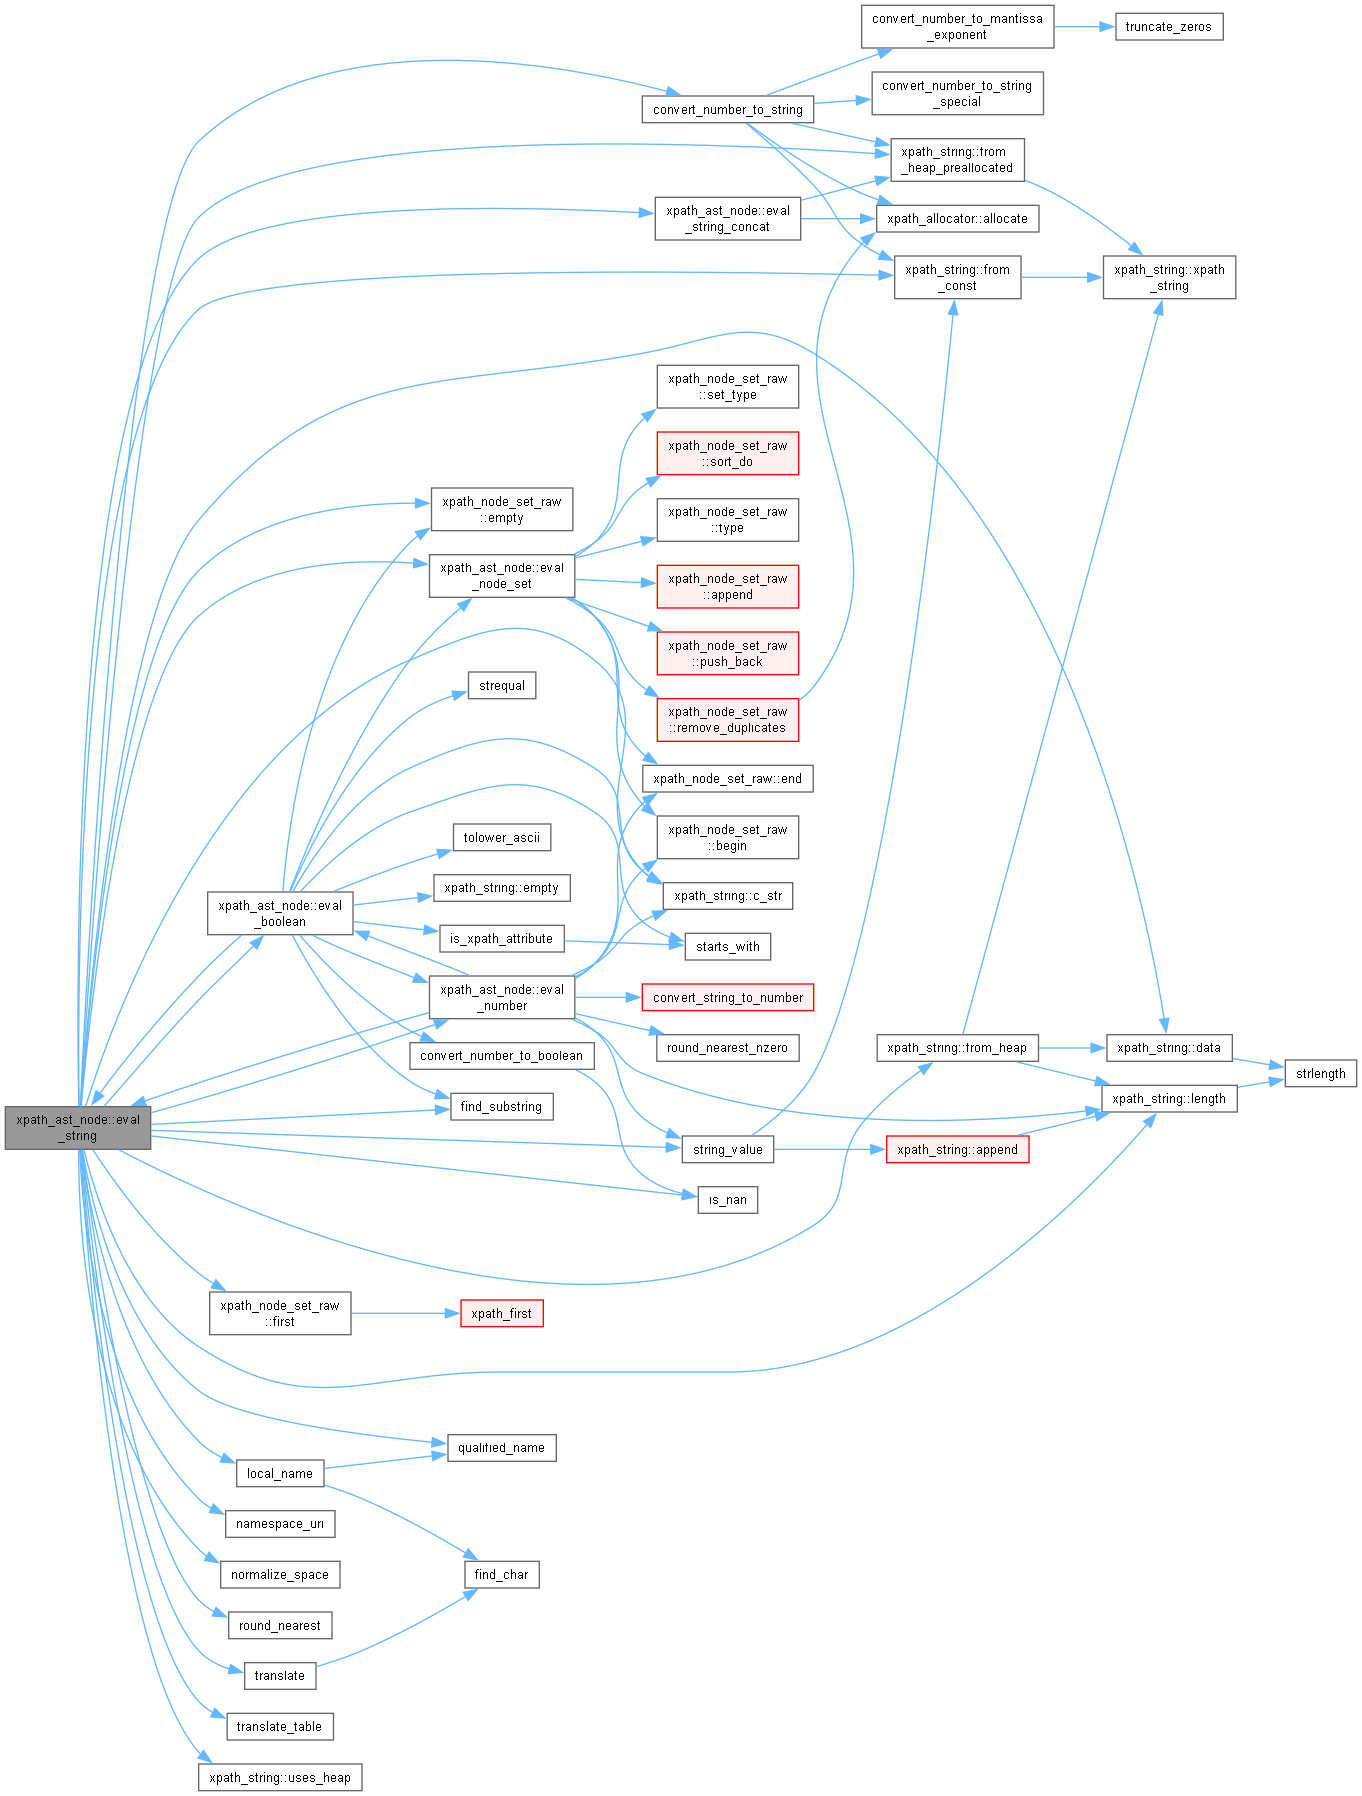 convert_number_to_mantissa
_exponent
truncate_zeros
convert_number_to_string
_special
convert_number_to_string
xpath_string::from
_heap_preallocated
xpath_ast_node::eval
_string_concat
xpath_allocator::allocate
xpath_string::from
_const
xpath_string::xpath
_string
xpath_node_set_raw
::set_type
xpath_node_set_raw
::sort_do
xpath_node_set_raw
::empty
xpath_node_set_raw
::type
xpath_ast_node::eval
_node_set
xpath_node_set_raw
::append
xpath_node_set_raw
::push_back
strequal
xpath_node_set_raw
::remove_duplicates
xpath_node_set_raw::end
tolower_ascii
xpath_node_set_raw
::begin
xpath_string::empty
xpath_string::c_str
xpath_ast_node::eval
_boolean
is_xpath_attribute
starts_with
xpath_ast_node::eval
_number
convert_string_to_number
convert_number_to_boolean
round_nearest_nzero
xpath_string::from_heap
xpath_string::data
strlength
find_substring
xpath_string::length
xpath_ast_node::eval
_string
string_value
xpath_string::append
is_nan
xpath_node_set_raw
::first
xpath_first
qualified_name
local_name
namespace_uri
normalize_space
find_char
round_nearest
translate
translate_table
xpath_string::uses_heap